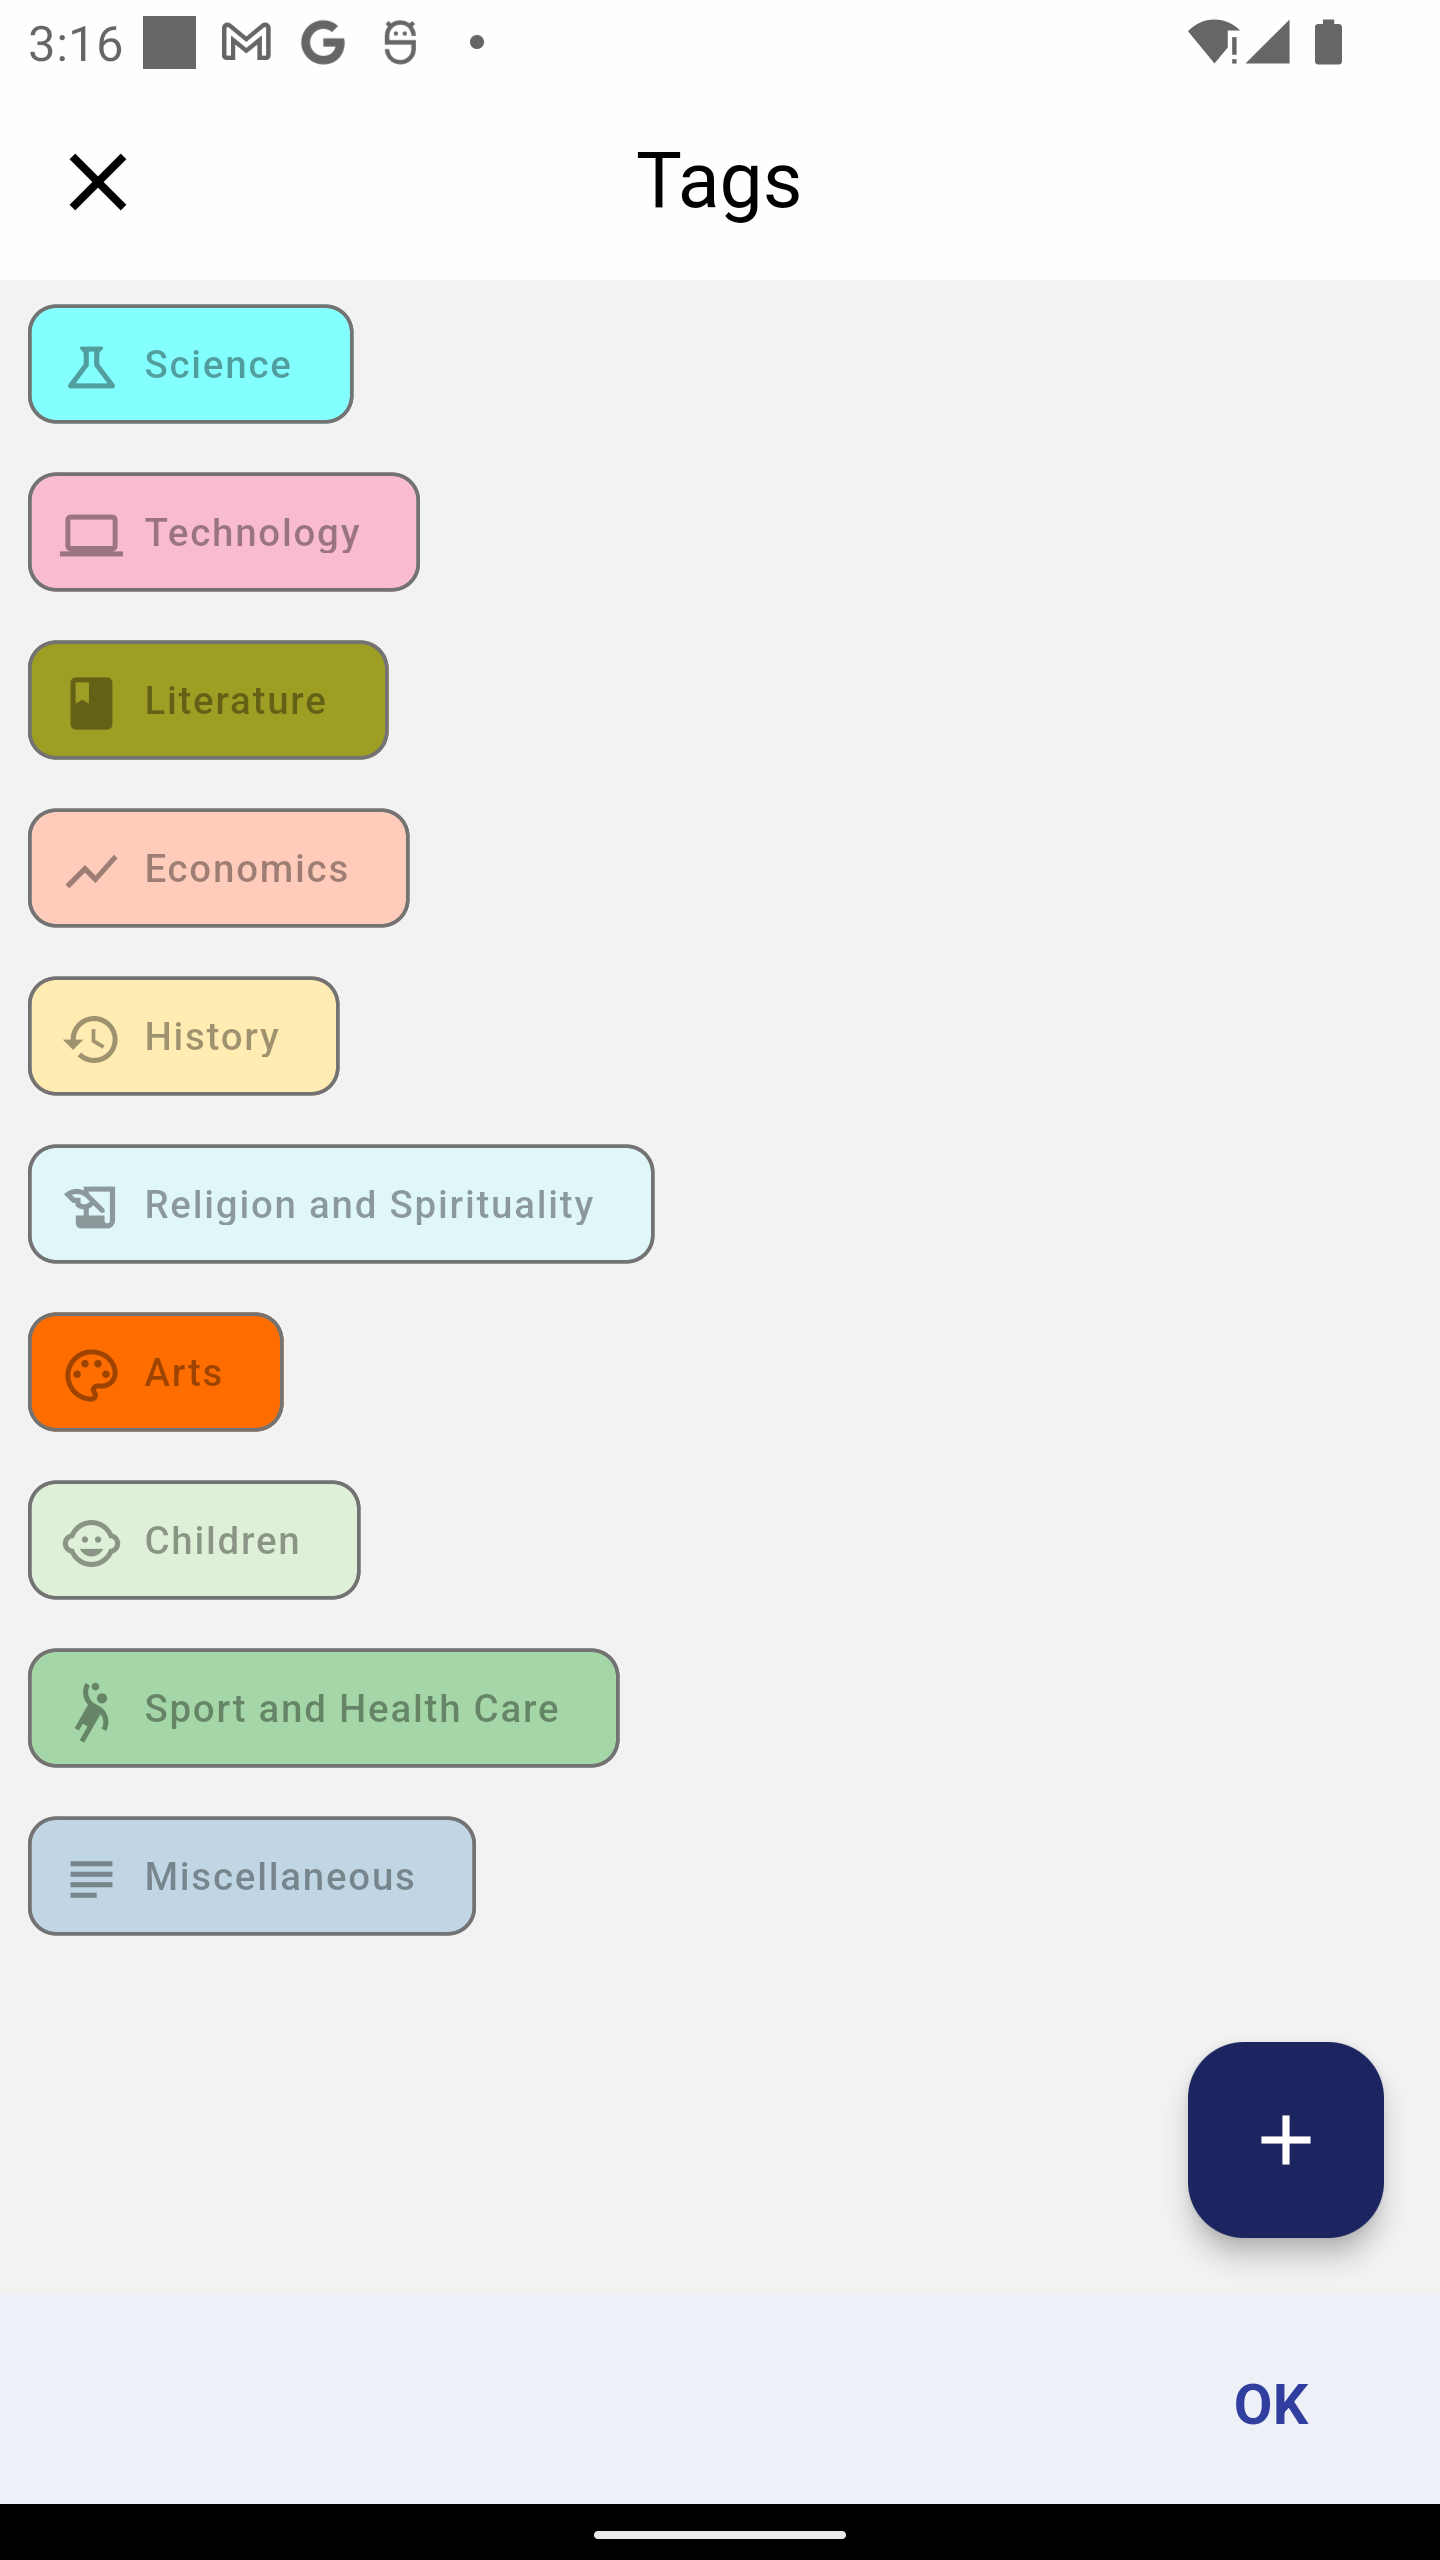 3:16
Tags
Science
Technology
Literature
Economics
History
Religion and Spirituality
Arts
Children
Sport and Health Care
Miscellaneous
OK